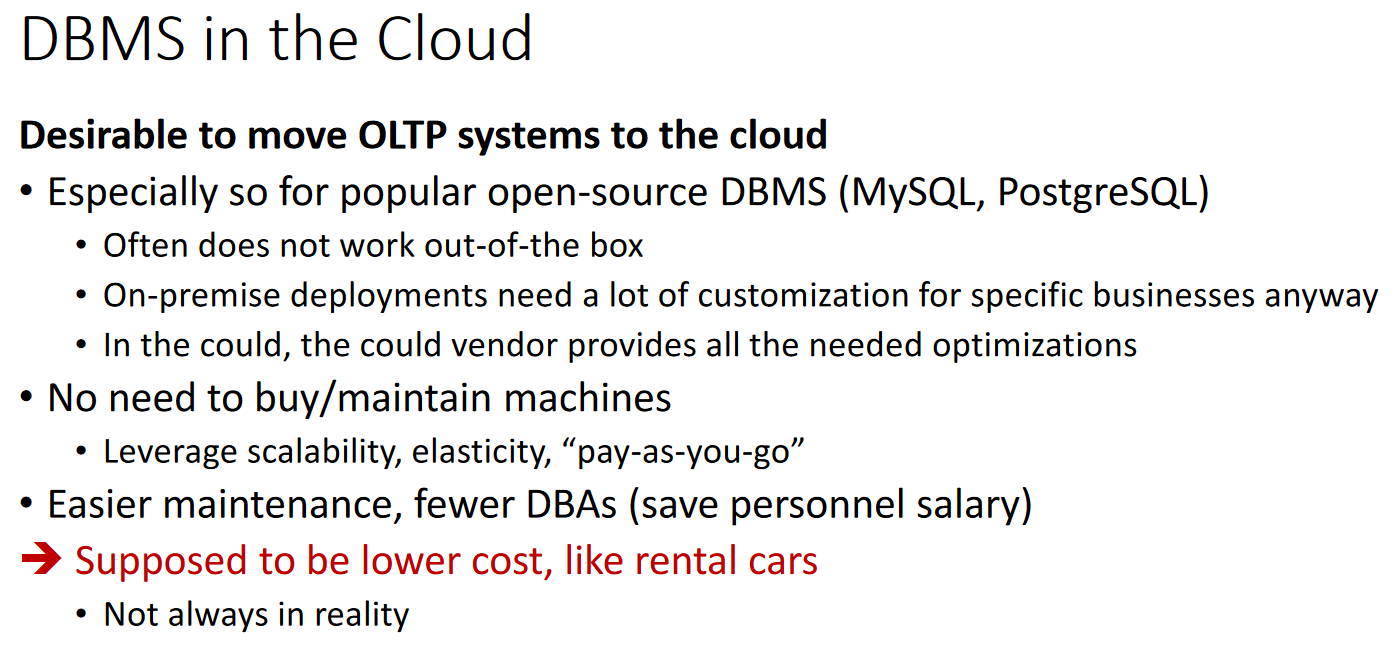 DBMS in the Cloud
Desirable to move OLTP systems to the cloud
• Especially so for popular open-source DBMS (MySQL, PostgreSQL)
• Often does not work out-of-the box
• On-premise deployments need a lot of customization for specific businesses anyway
• In the could, the could vendor provides all the needed optimizations
• No need to buy/maintain machines
• Leverage scalability, elasticity, “pay-as-you-go”
• Easier maintenance, fewer DBAs (save personnel salary)
➔ Supposed to be lower cost, like rental cars
• Not always in reality